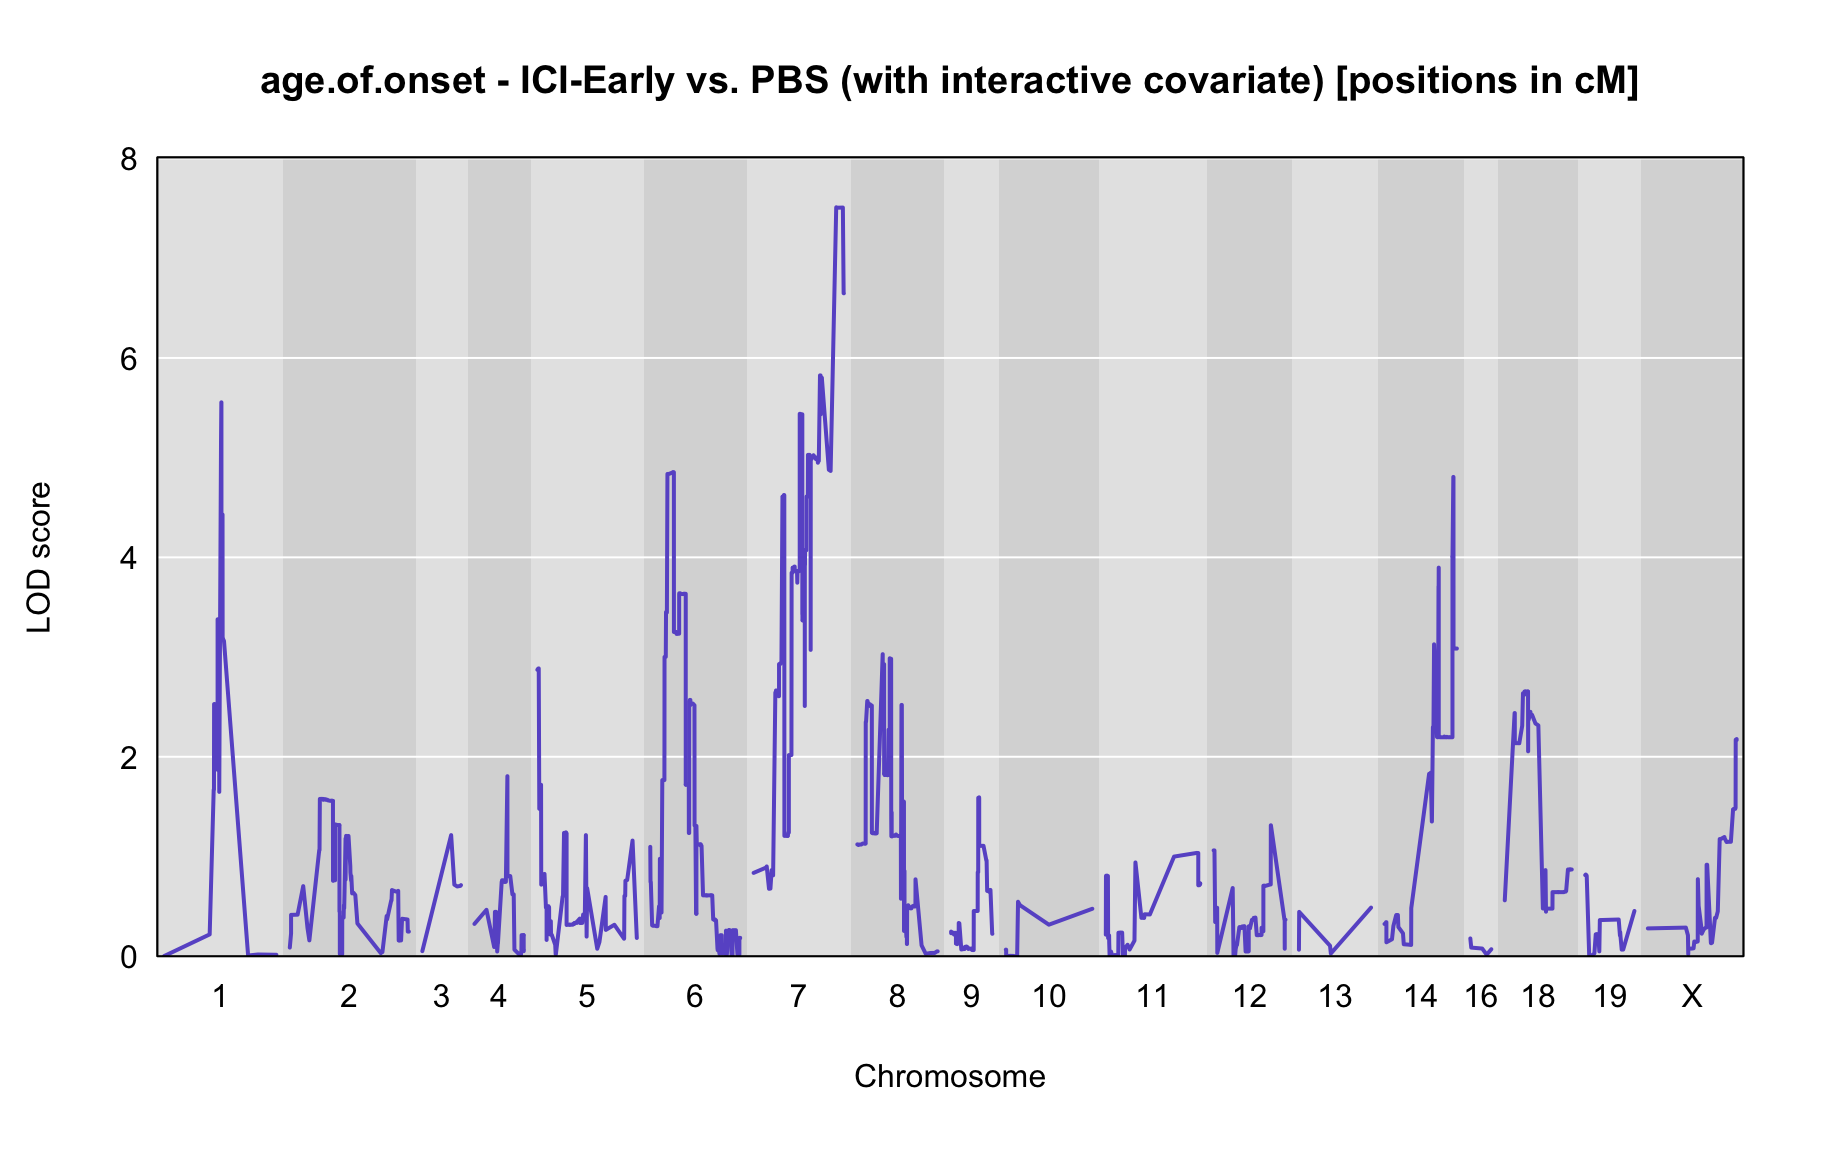 age.of.onset - ICI-Early vs. PBS (with interactive covariate) [positions in cM]
8
6
4
2
0
LOD score
1 2 3 4 5 6 7 8 9 10 11 12 13 14 16 18 19 X
Chromosome